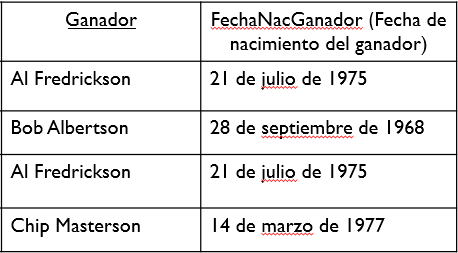 Ganador
FechaNacGanador (Fecha de
nacimiento del ganador)
Al Fredrickson
21 de julio de 1975
Bob Albertson
28 de septiembre de 1968
Al Fredrickson
21 de julio de 1975
Chip Masterson
14 de marzo de 1977